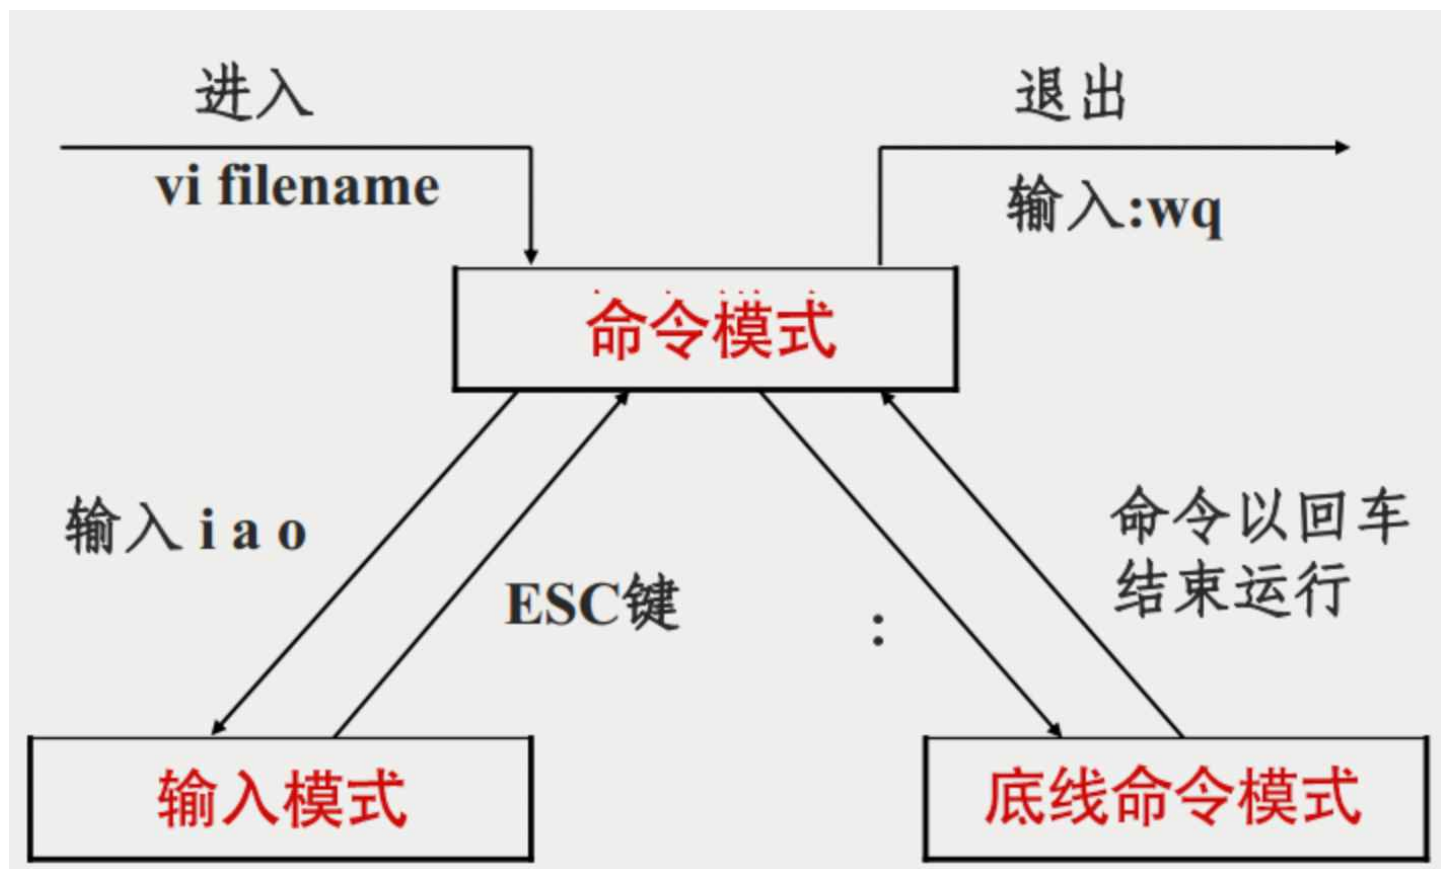 进入
vi filename
退出
输入:wq
命令模式
输入 i a o
ESC键
:
命令以回车
结束运行
输入模式
底线命令模式